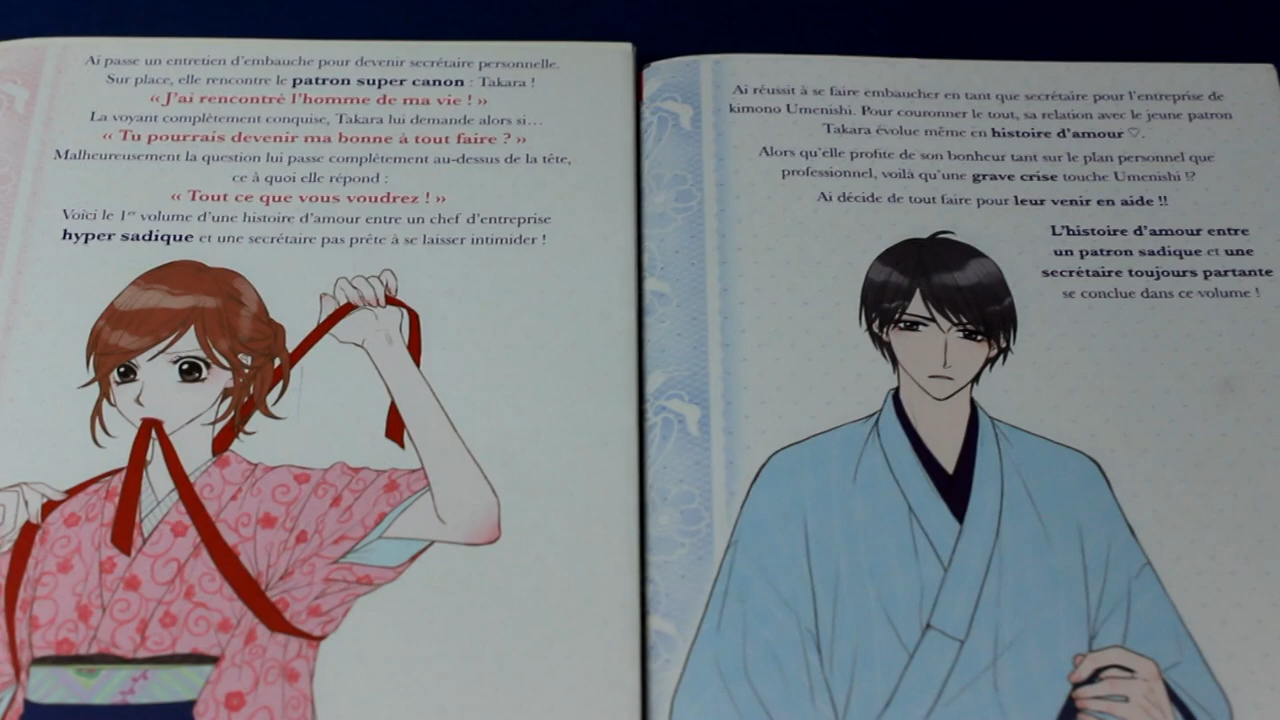 Ai passe un entretien d'embauche pour devenir secrétaire personnelle.
Sur place, elle rencontre le patron super canon : Takara !
« J'ai rencontré l'homme de ma vie ! »
La voyant complètement conquise, Takara lui demande alors si…
« Tu pourrais devenir ma bonne à tout faire ? »
Malheureusement la question lui passe complètement au-dessus de la tête,
ce à quoi elle répond :
« Tout ce que vous voudrez ! »
Voici le 1er volume d'une histoire d'amour entre un chef d'entreprise
hyper sadique et une secrétaire pas prête à se laisser intimider !
Ai réussit à se faire embaucher en tant que secrétaire pour l'entreprise de
kimono Umenishi. Pour couronner le tout, sa relation avec le jeune patron
Takara évolue même en histoire d'amour ♡.
Alors qu'elle profite de son bonheur tant sur le plan personnel que
professionnel, voilà qu'une grave crise touche Umenishi !?
Ai décide de tout faire pour leur venir en aide !!
L'histoire d'amour entre
un patron sadique et une
secrétaire toujours partante
se conclue dans ce volume !